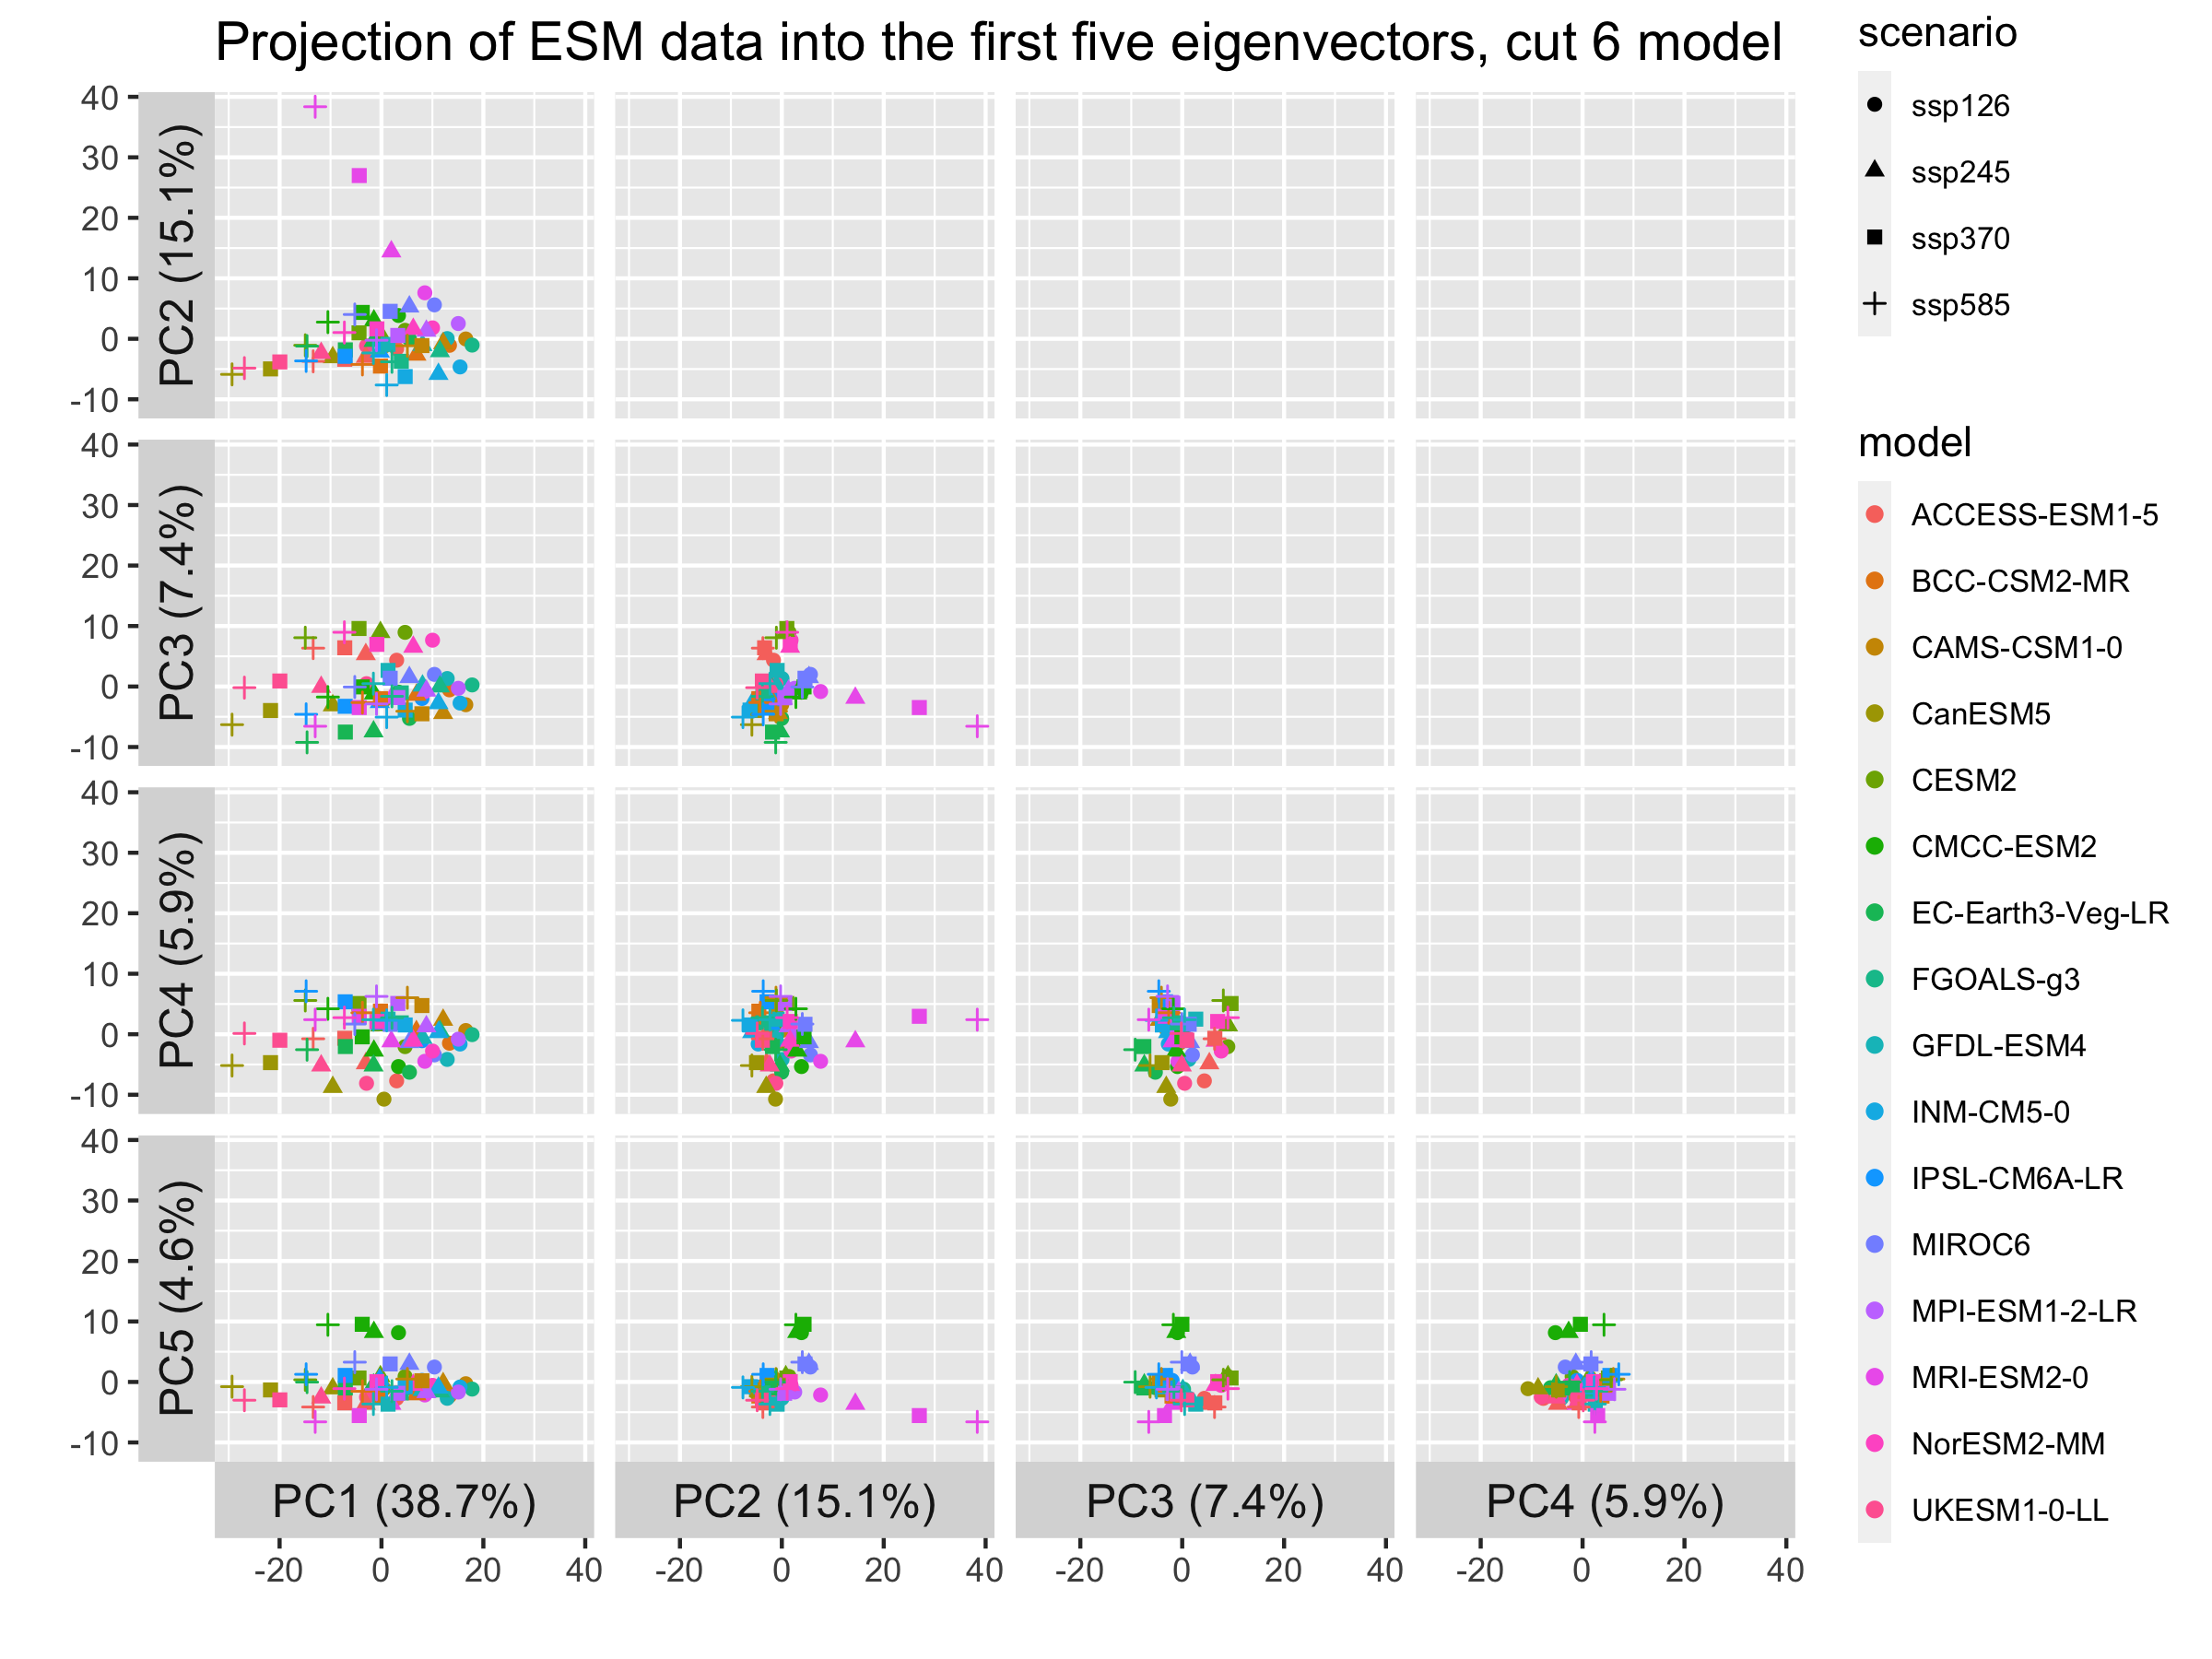 Projection of ESM data into the first five eigenvectors, cut 6 model
PC2 (15.1%)
40
30
20
10
0
-10
PC3 (7.4%)
40
30
20
10
0
-10
PC4 (5.9%)
40
30
20
10
0
-10
PC5 (4.6%)
40
30
20
10
0
-10
PC1 (38.7%)
PC2 (15.1%)
PC3 (7.4%)
PC4 (5.9%)
-20 0 20 40
-20 0 20 40
-20 0 20 40
-20 0 20 40
scenario
ssp126
ssp245
ssp370
ssp585
model
ACCESS-ESM1-5
BCC-CSM2-MR
CAMS-CSM1-0
CanESM5
CESM2
CMCC-ESM2
EC-Earth3-Veg-LR
FGOALS-g3
GFDL-ESM4
INM-CM5-0
IPSL-CM6A-LR
MIROC6
MPI-ESM1-2-LR
MRI-ESM2-0
NorESM2-MM
UKESM1-0-LL